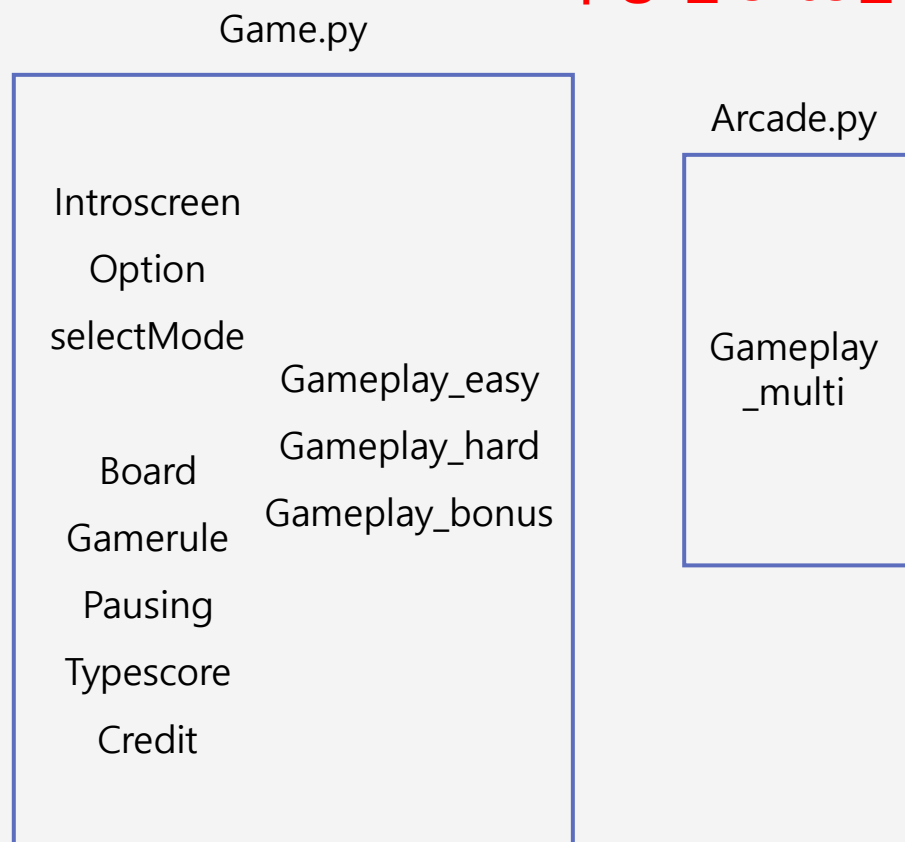 Game.py
Arcade.py
Introscreen
Option
selectMode
Board
Gamerule
Pausing
Typescore
Credit
Gameplay_easy
Gameplay_hard
Gameplay_bonus
Gameplay
_multi